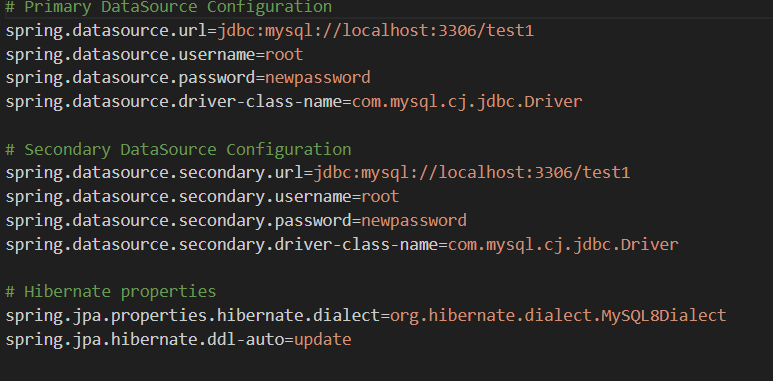 # Primary DataSource Configuration
spring.datasource.url=jdbc:mysql://localhost:3306/test1
spring.datasource.username=root
spring.datasource.password=newpassword
spring.datasource.driver-class-name=com.mysql.cj.jdbc.Driver
# Secondary DataSource Configuration
spring.datasource.secondary.url=jdbc:mysql://localhost:3306/test1
spring.datasource.secondary.username=root
spring.datasource.secondary.password=newpassword
spring.datasource.secondary.driver-class-name=com.mysql.cj.jdbc.Driver
# Hibernate properties
spring.jpa.properties.hibernate.dialect=org.hibernate.dialect.MySQL8Dialect
spring.jpa.hibernate.ddl-auto=update